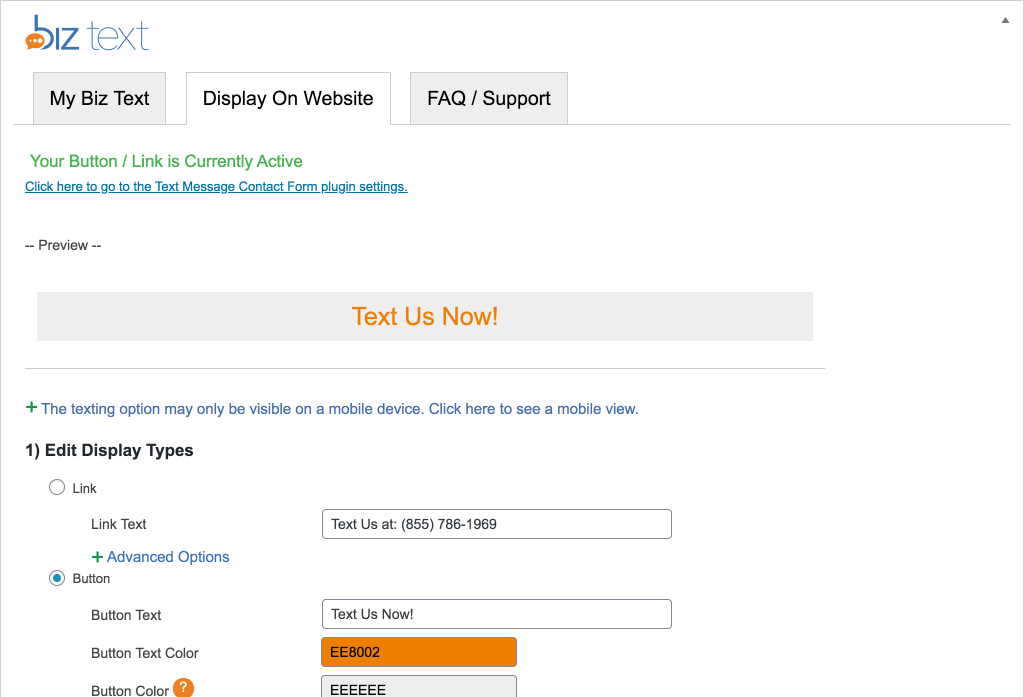 biz text
My Biz Text
Display On Website
FAQ / Support
Your Button / Link is Currently Active
Click here to go to the Text Message Contact Form plugin settings.
-- Preview --
Text Us Now!
+ The texting option may only be visible on a mobile device. Click here to see a mobile view.
1) Edit Display Types
Link
Link Text
Text Us at: (855) 786-1969
+ Advanced Options
Button
Button Text
Text Us Now!
Button Text Color
EE8002
Button Color ?
EEEEEE